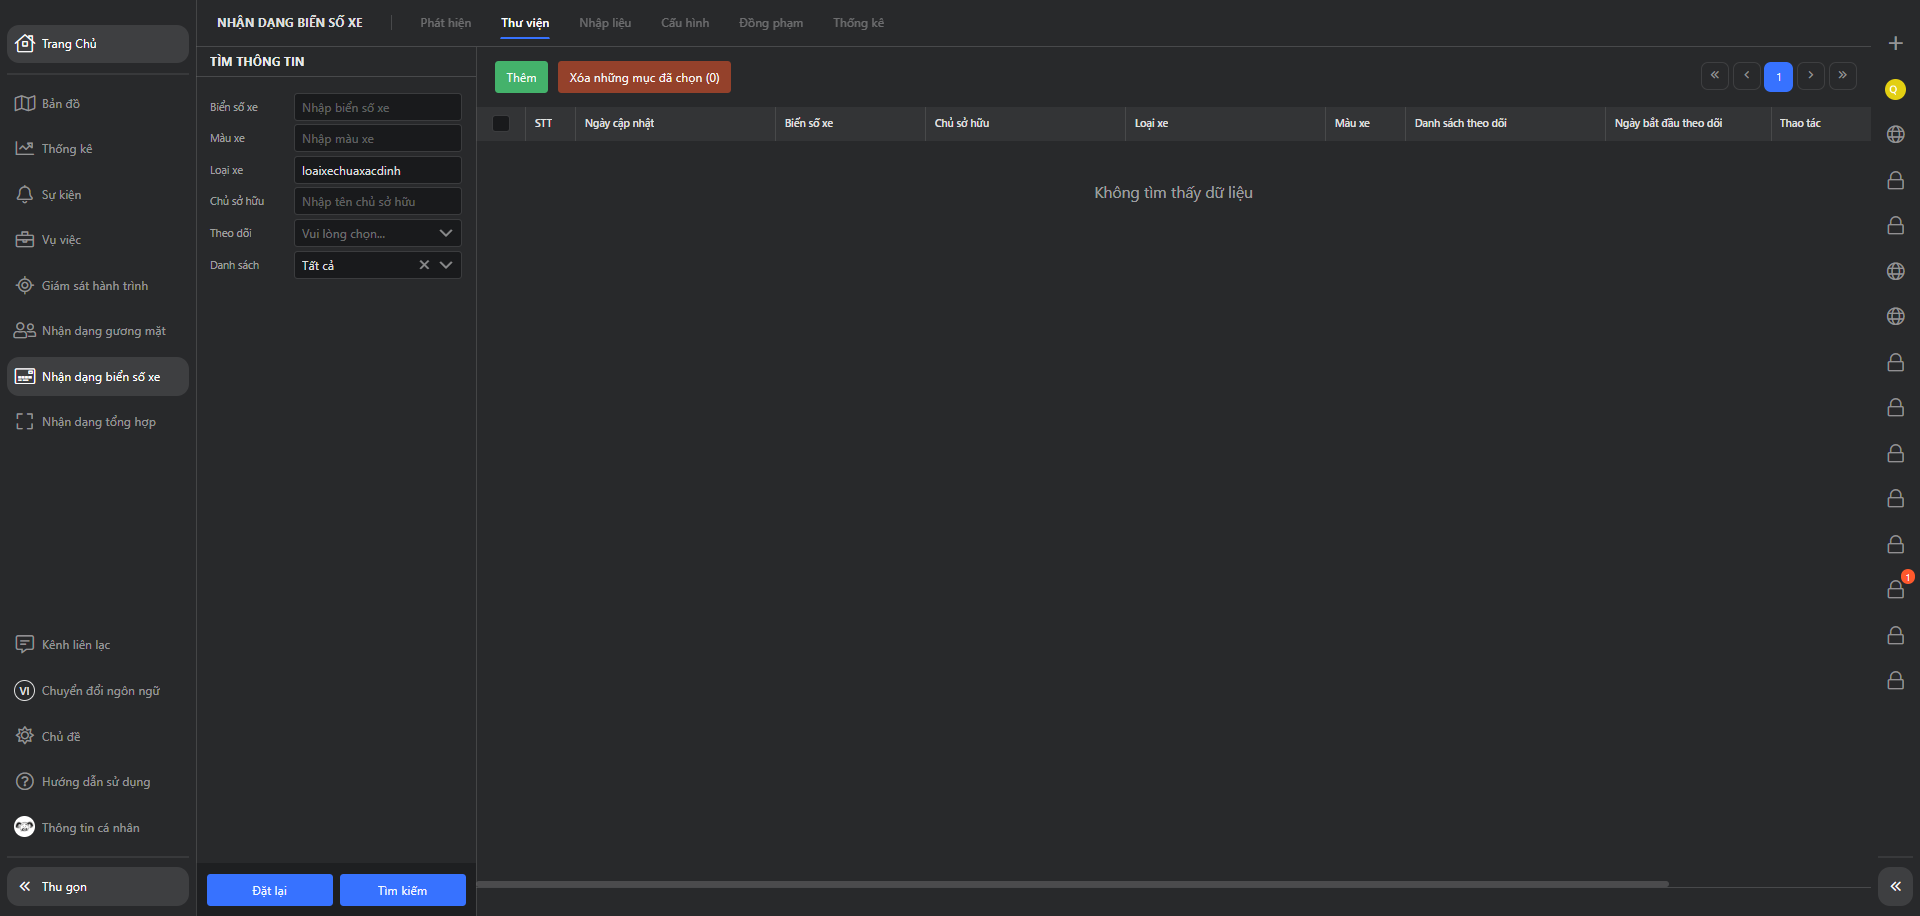 Trang Chủ
Bản đồ
Thống kê
Sự kiện
Vụ việc
Giám sát hành trình
Nhận dạng gương mặt
Nhận dạng biển số xe
Nhận dạng tổng hợp
Kênh liên lạc
VI Chuyển đổi ngôn ngữ
Chủ đề
Hướng dẫn sử dụng
Thông tin cá nhân
Thu gọn
NHẬN DẠNG BIỂN SỐ XE
Phát hiện Thư viện Nhập liệu Cấu hình Đồng phạm Thống kê
TÌM THÔNG TIN
Biển số xe Nhập biển số xe
Màu xe Nhập màu xe
Loại xe loaixechuaxacdinh
Chủ sở hữu Nhập tên chủ sở hữu
Theo dõi Vui lòng chọn...
Danh sách Tất cả
Đặt lại Tìm kiếm
Thêm Xóa những mục đã chọn (0)
1
STT Ngày cập nhật Biển số xe Chủ sở hữu Loại xe Màu xe Danh sách theo dõi Ngày bắt đầu theo dõi Thao tác
Không tìm thấy dữ liệu
Q
1